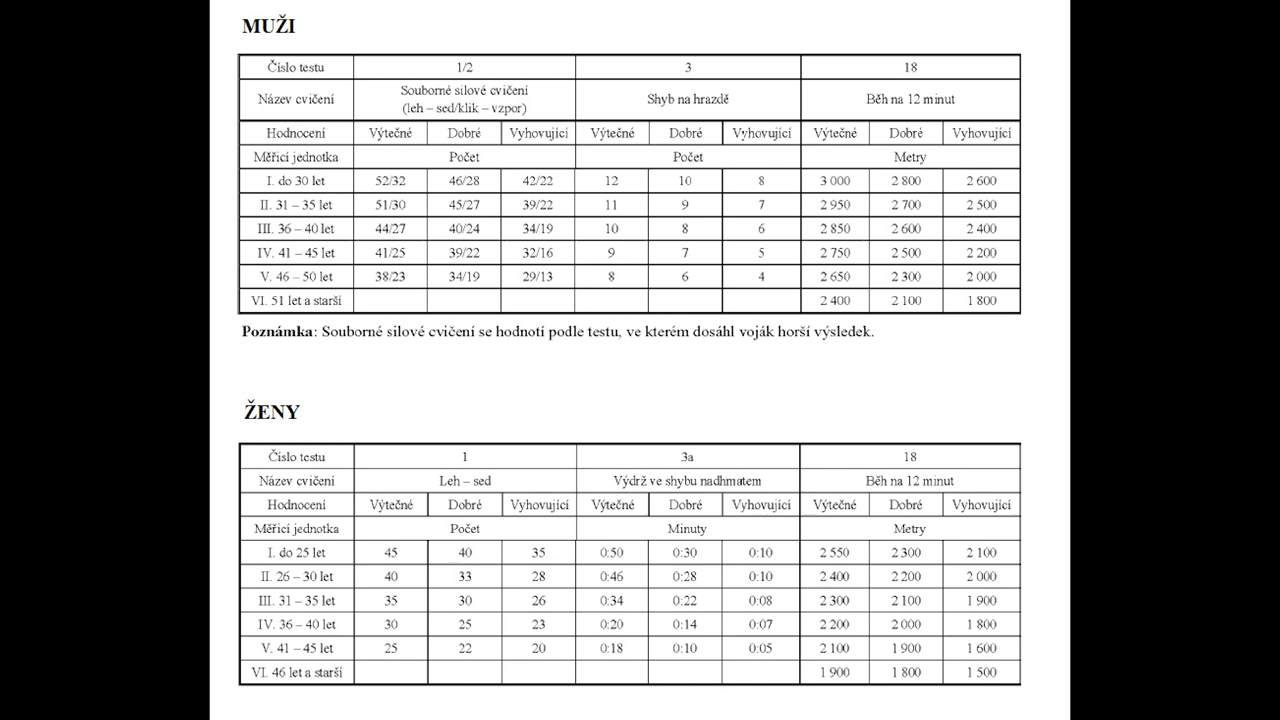 MUŽI
Číslo testu 1/2 3 18
Název cvičení Souborné silové cvičení (leh – sed/klik – vzpor) Shyb na hrazdě Běh na 12 minut
Hodnocení Výtečné Dobré Vyhovující Výtečné Dobré Vyhovující Výtečné Dobré Vyhovující
Měřicí jednotka Počet Počet Metry
I. do 30 let 52/32 46/28 42/22 12 10 8 3 000 2 800 2 600
II. 31 – 35 let 51/30 45/27 39/22 11 9 7 2 950 2 700 2 500
III. 36 – 40 let 44/27 40/24 34/19 10 8 6 2 850 2 600 2 400
IV. 41 – 45 let 41/25 39/22 32/16 9 7 5 2 750 2 500 2 200
V. 46 – 50 let 38/23 34/19 29/13 8 6 4 2 650 2 300 2 000
VI. 51 let a starší 2 400 2 100 1 800
Poznámka: Souborné silové cvičení se hodnotí podle testu, ve kterém dosáhl voják horší výsledek.
ŽENY
Číslo testu 1 3a 18
Název cvičení Leh – sed Výdrž ve shybu nadhmatem Běh na 12 minut
Hodnocení Výtečné Dobré Vyhovující Výtečné Dobré Vyhovující Výtečné Dobré Vyhovující
Měřicí jednotka Počet Minuty Metry
I. do 25 let 45 40 35 0:50 0:30 0:10 2 550 2 300 2 100
II. 26 – 30 let 40 33 28 0:46 0:28 0:10 2 400 2 200 2 000
III. 31 – 35 let 35 30 26 0:34 0:22 0:08 2 300 2 100 1 900
IV. 36 – 40 let 30 25 23 0:20 0:14 0:07 2 200 2 000 1 800
V. 41 – 45 let 25 22 20 0:18 0:10 0:05 2 100 1 900 1 600
VI. 46 let a starší 1 900 1 800 1 500